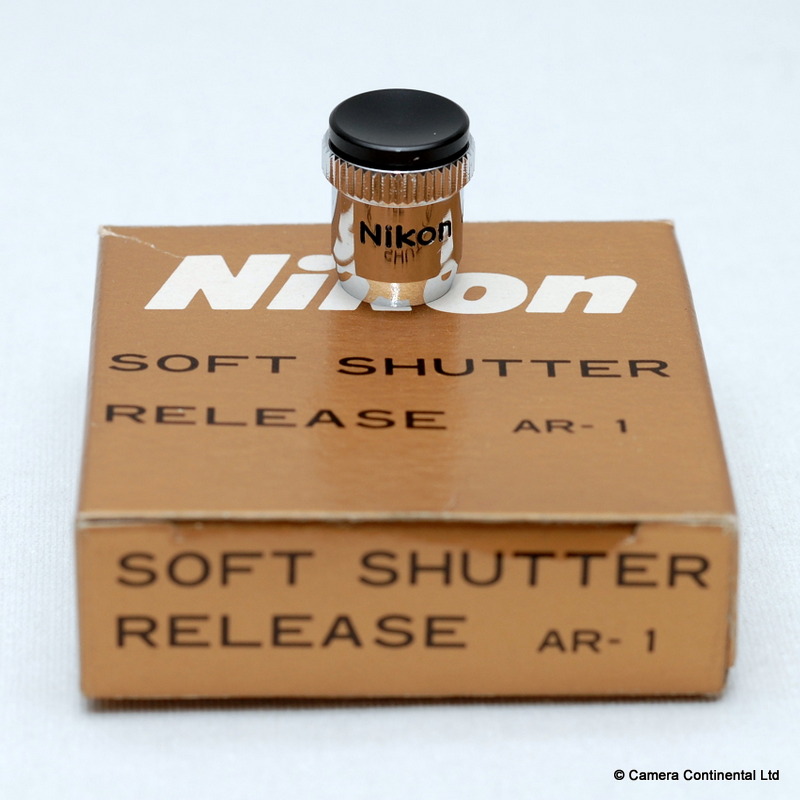 Nikon
Nikon
SOFT SHUTTER
RELEASE AR-1
SOFT SHUTTER
RELEASE AR-1
© Camera Continental Ltd